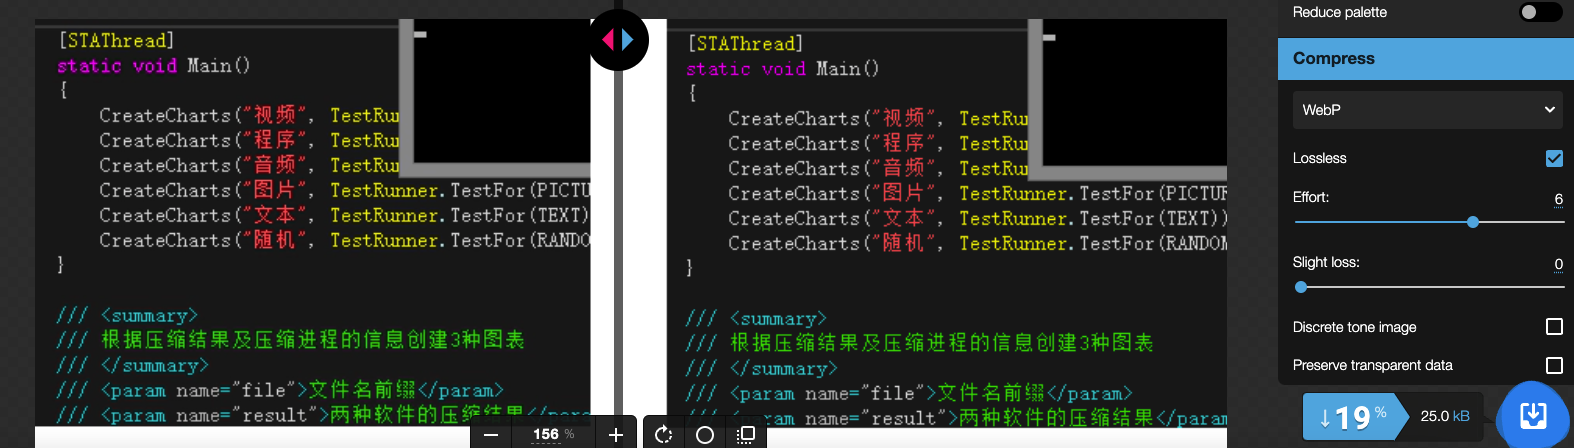 [STAThread]
static void Main()
{
CreateCharts("视频", TestRun
CreateCharts("程序", TestRu
CreateCharts("音频", TestRu
CreateCharts("图片", TestRunner.TestFor(PICTU
CreateCharts("文本", TestRunner.TestFor(TEXT)
CreateCharts("随机", TestRunner.TestFor(RANDO
}
/// <summary>
/// 根据压缩结果及压缩进程的信息创建3种图表
/// </summary>
/// <param name="file">文件名前缀</param>
/// <param name="result">两种软件的压缩结果</para
[STAThread]
static void Main()
{
CreateCharts("视频", TestRun
CreateCharts("程序", TestRu
CreateCharts("音频", TestRu
CreateCharts("图片", TestRunner.TestFor(PICTUR
CreateCharts("文本", TestRunner.TestFor(TEXT))
CreateCharts("随机", TestRunner.TestFor(RANDOM
}
/// <summary>
/// 根据压缩结果及压缩进程的信息创建3种图表
/// </summary>
/// <param name="file">文件名前缀</param>
am name="result">两种软件的压缩结果</param
156 %
Reduce palette
Compress
WebP
Lossless
Effort: 6
Slight loss: 0
Discrete tone image
Preserve transparent data
↓19 % 25.0 kB